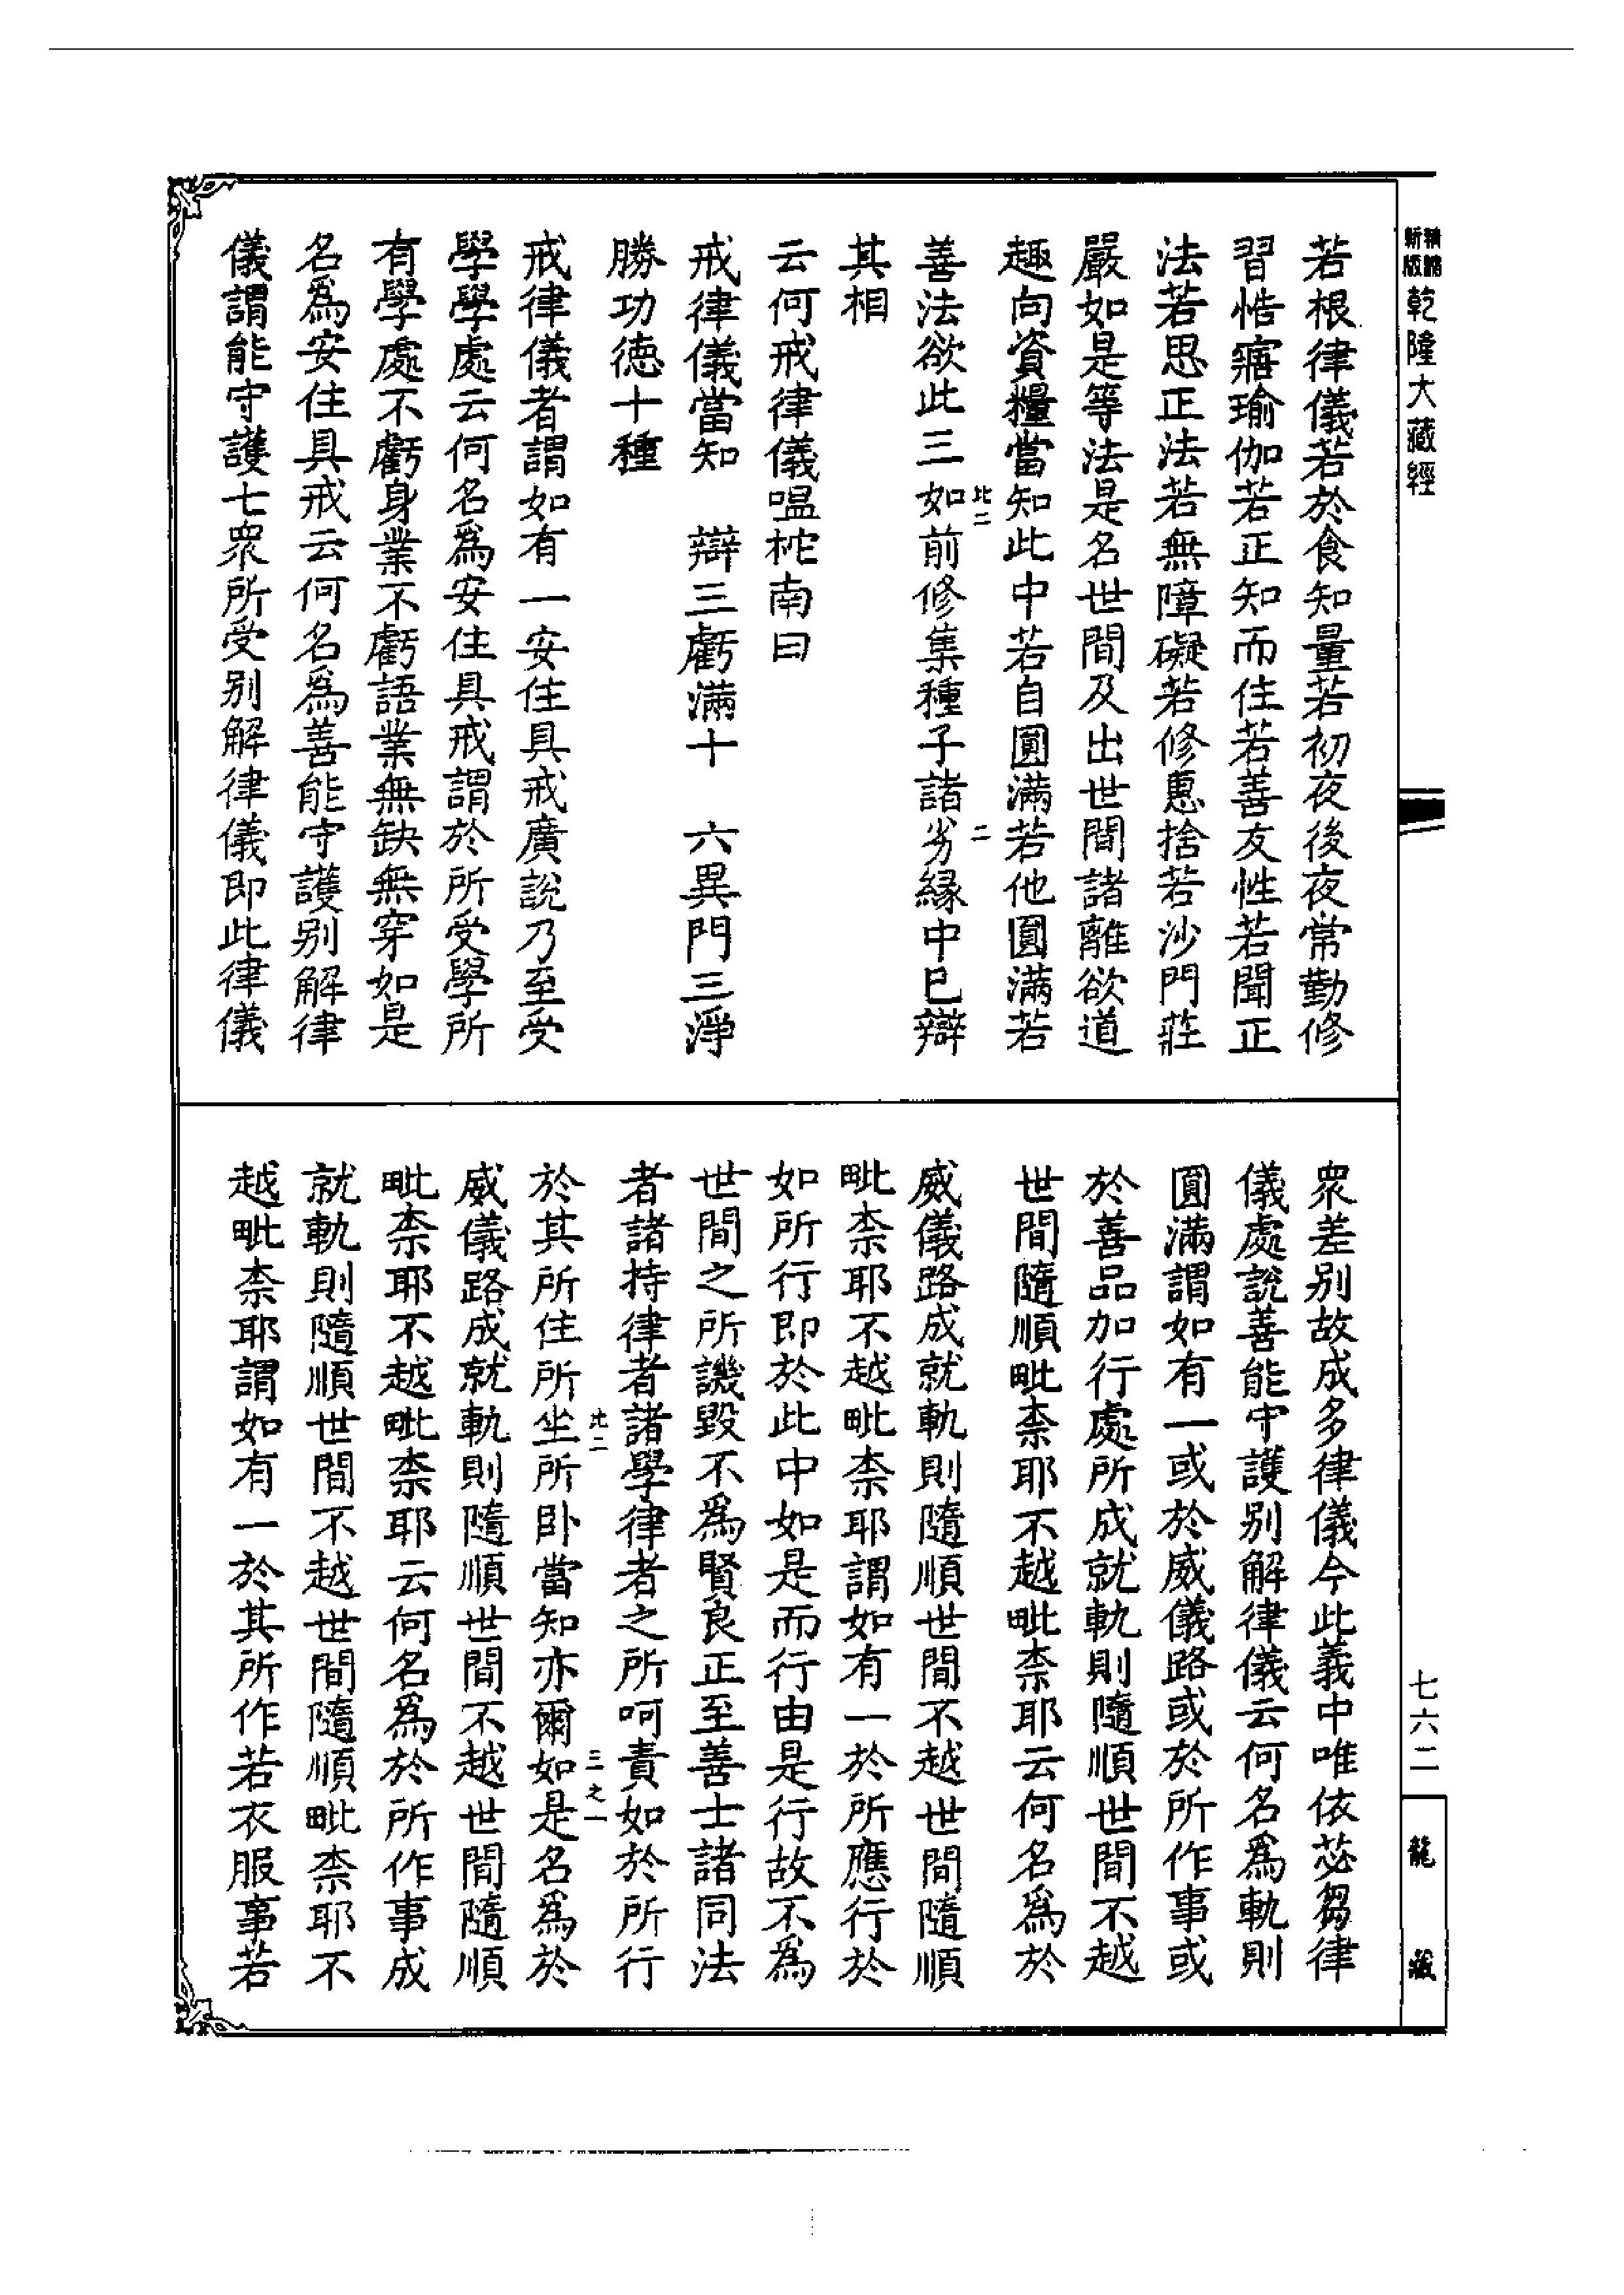 新版精縮乾隆大藏經
若根律儀若於食知量若初夜後夜常勤修
習悎寤瑜伽若正知而住若善友性若聞正
法若思正法若無障礙若修惠捨若沙門莊
嚴如是等法是名世間及出世間諸離欲道
趣向資糧當知此中若自圓滿若他圓滿若
此二 二
善法欲此三如前修集種子諸劣緣中巳辯
其相
云何戒律儀嗢柁南曰
戒律儀當知 辯三虧滿十 六異門三淨
勝功德十種
戒律儀者謂如有一安住具戒廣說乃至受
學學處云何名爲安住具戒謂於所受學所
有學處不虧身業不虧語業無缺無穿如是
名爲安住具戒云何名爲善能守護别解律
儀謂能守護七衆所受别解律儀即此律儀
衆差别故成多律儀今此義中唯依苾芻律
儀處說善能守護别解律儀云何名爲軌則
圓滿謂如有一或於威儀路或於所作事或
於善品加行處所成就軌則隨順世間不越
世間隨順毗柰耶不越毗柰耶云何名爲於
威儀路成就軌則隨順世間不越世間隨順
毗柰耶不越毗柰耶謂如有一於所應行於
如所行即於此中如是而行由是行故不爲
世間之所譏毀不爲賢良正至善士諸同法
者諸持律者諸學律者之所呵責如於所行
此二 三之一
於其所住所坐所卧當知亦爾如是名爲於
威儀路成就軌則隨順世間不越世間隨順
毗柰耶不越毗柰耶云何名爲於所作事成
就軌則隨順世間不越世間隨順毗柰耶不
越毗柰耶謂如有一於其所作若衣服事若
七六二
龍藏